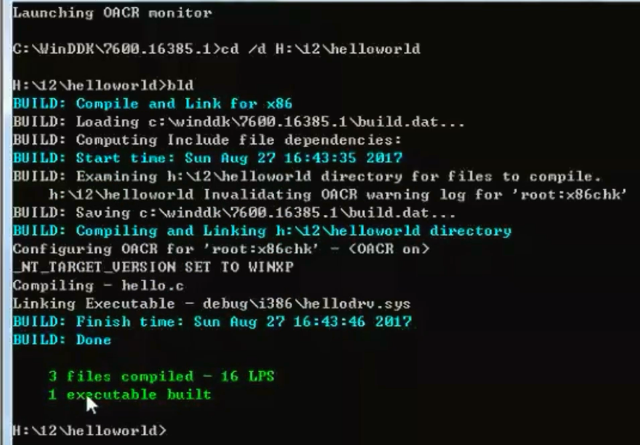 Launching OACR monitor
C:\WinDDK\7600.16385.1>cd /d H:\12\helloworld
H:\12\helloworld>bld
BUILD: Compile and Link for x86
BUILD: Loading c:\winddk\7600.16385.1\build.dat...
BUILD: Computing Include file dependencies:
BUILD: Start time: Sun Aug 27 16:43:35 2017
BUILD: Examining h:\12\helloworld directory for files to compile.
h:\12\helloworld Invalidating OACR warning log for 'root:x86chk'
BUILD: Saving c:\winddk\7600.16385.1\build.dat...
BUILD: Compiling and Linking h:\12\helloworld directory
Configuring OACR for 'root:x86chk' - <OACR on>
_NT_TARGET_VERSION SET TO WINXP
Compiling - hello.c
Linking Executable - debug\i386\hellodrv.sys
BUILD: Finish time: Sun Aug 27 16:43:46 2017
BUILD: Done
3 files compiled - 16 LPS
1 executable built
H:\12\helloworld>